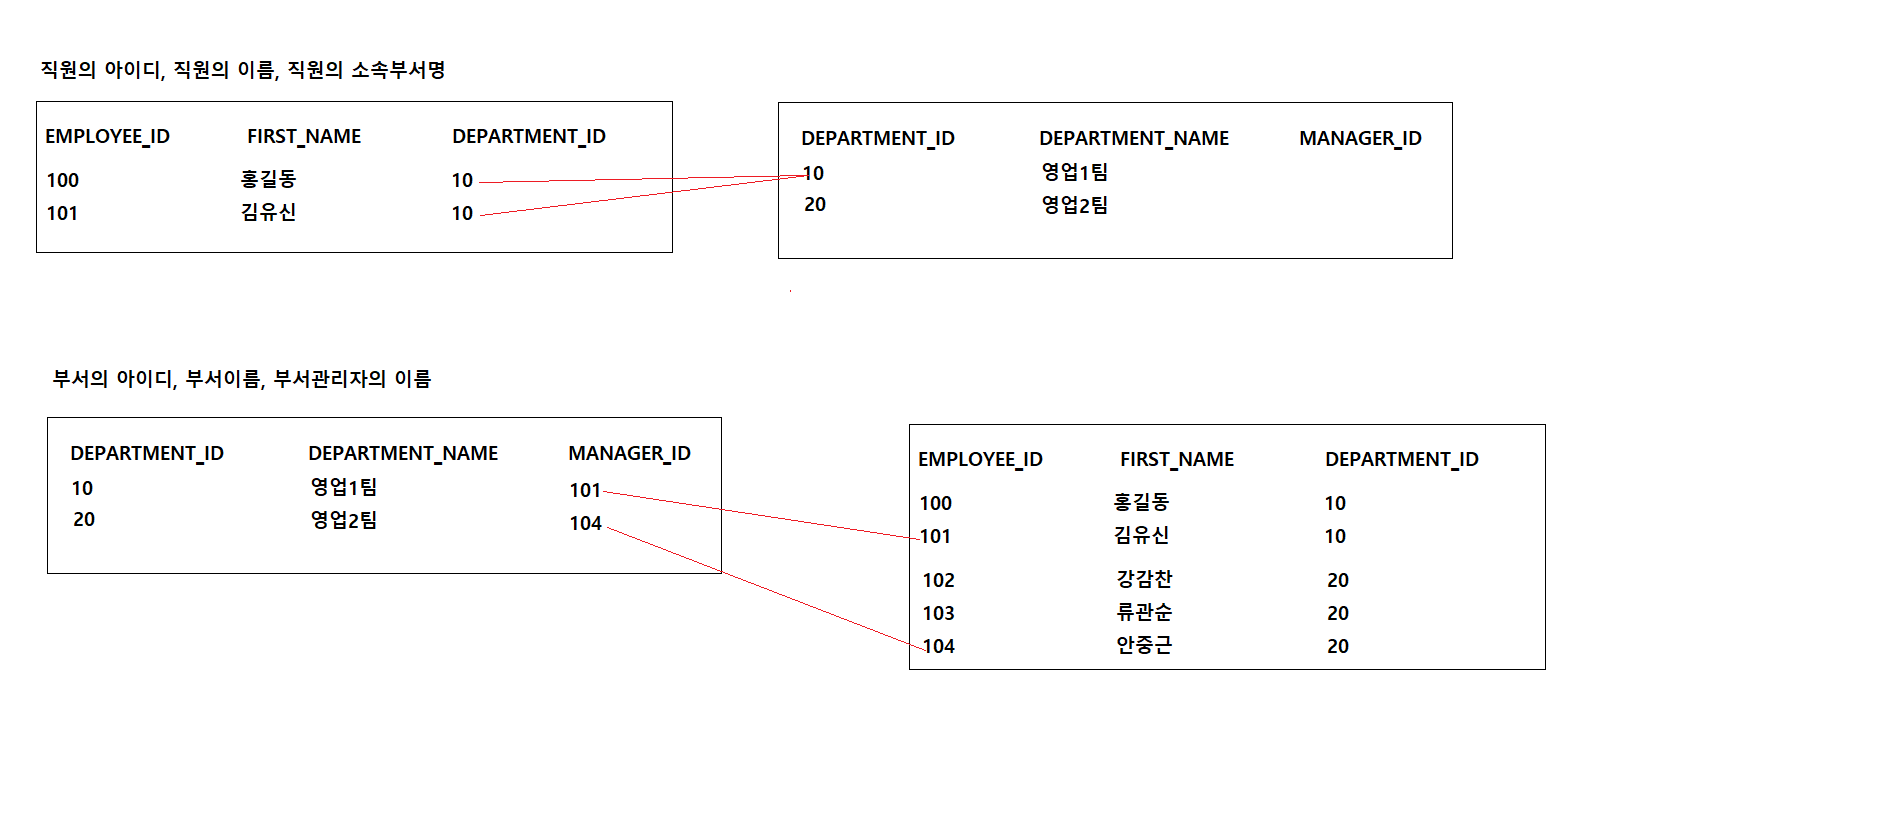 직원의 아이디, 직원의 이름, 직원의 소속부서명
EMPLOYEE_ID FIRST_NAME DEPARTMENT_ID
100 홍길동 10
101 김유신 10
DEPARTMENT_ID DEPARTMENT_NAME MANAGER_ID
10 영업1팀
20 영업2팀
부서의 아이디, 부서이름, 부서관리자의 이름
DEPARTMENT_ID DEPARTMENT_NAME MANAGER_ID
10 영업1팀 101
20 영업2팀 104
EMPLOYEE_ID FIRST_NAME DEPARTMENT_ID
100 홍길동 10
101 김유신 10
102 강감찬 20
103 류관순 20
104 안중근 20